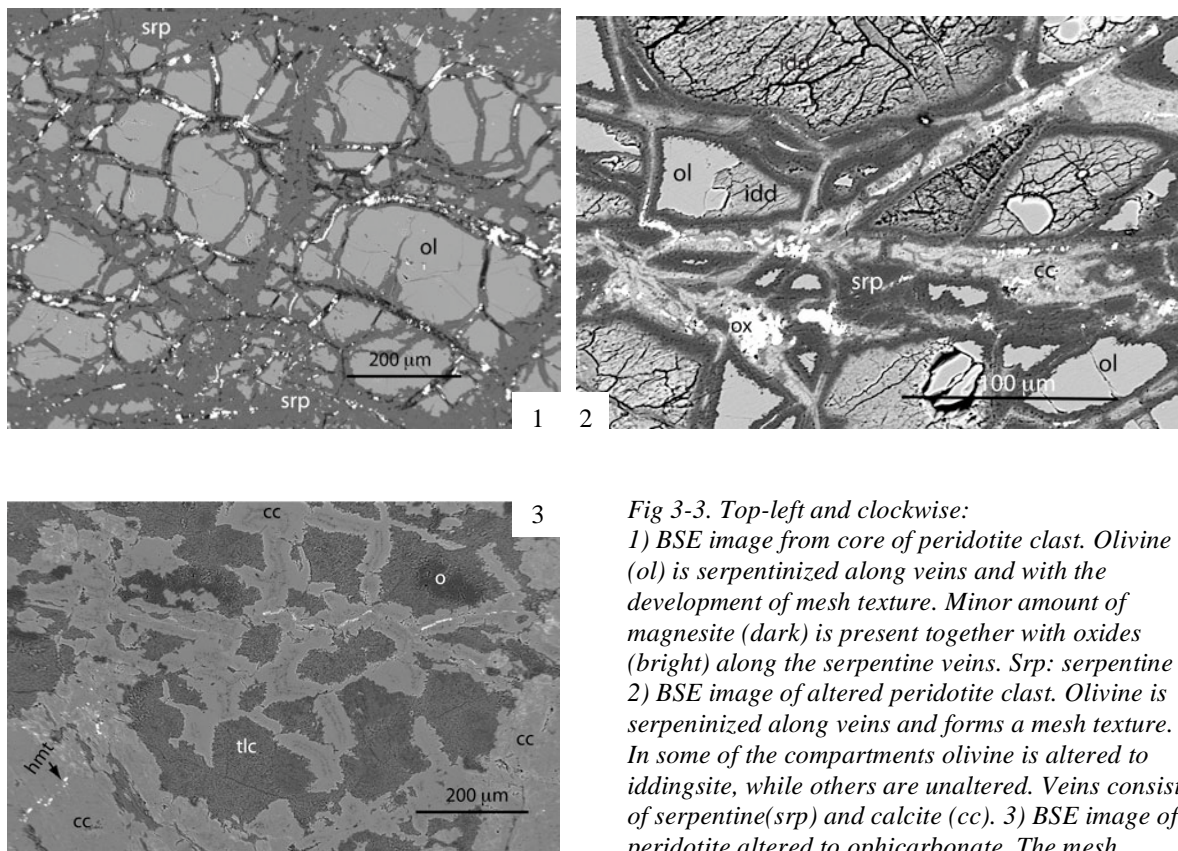 srp
ol
200 µm
srp
1
idd
ol
idd
cc
srp
ox
ol
100 µm
2
cc
3
o
tlc
hmt
cc
cc
200 µm
Fig 3-3. Top-left and clockwise:
1) BSE image from core of peridotite clast. Olivine
(ol) is serpentinized along veins and with the
development of mesh texture. Minor amount of
magnesite (dark) is present together with oxides
(bright) along the serpentine veins. Srp: serpentine
2) BSE image of altered peridotite clast. Olivine is
serpeninized along veins and forms a mesh texture.
In some of the compartments olivine is altered to
iddingsite, while others are unaltered. Veins consist
of serpentine(srp) and calcite (cc). 3) BSE image of
peridotite altered to ophicarbonate. The mesh